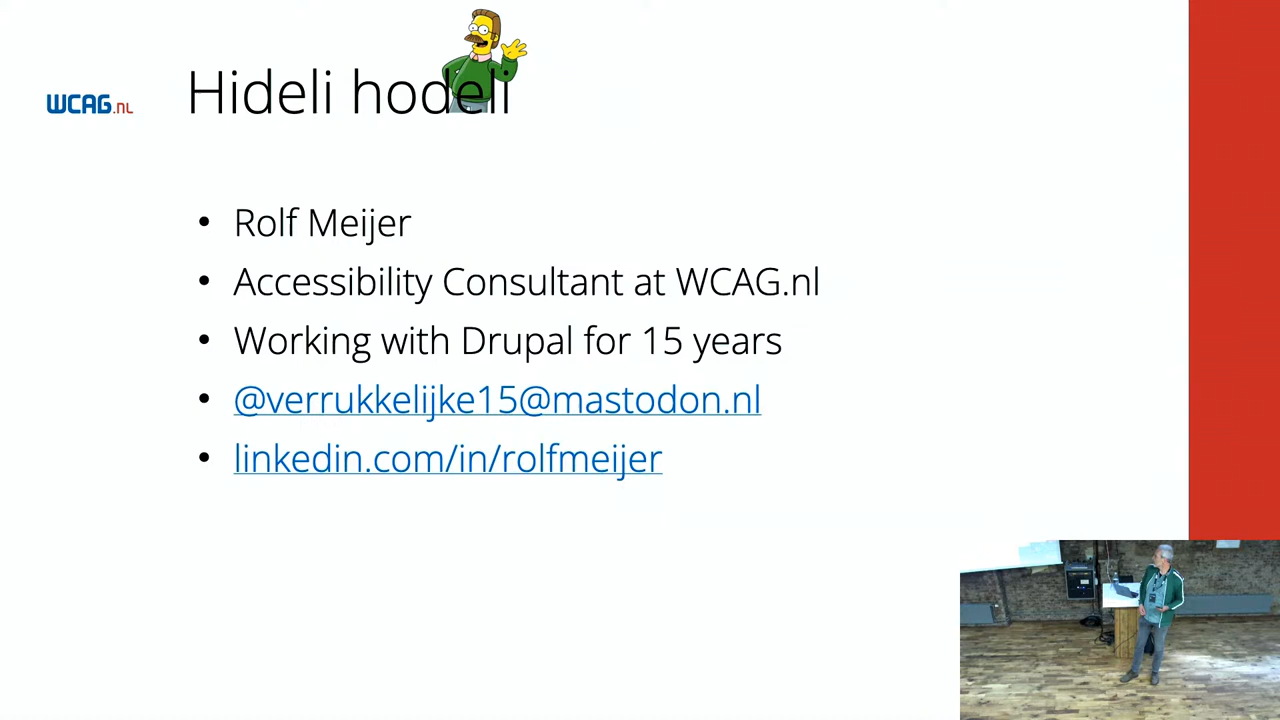 WCAG.NL
Hideli hodeli
• Rolf Meijer
• Accessibility Consultant at WCAG.nl
• Working with Drupal for 15 years
• @verrukkelijke15@mastodon.nl
• linkedin.com/in/rolfmeijer